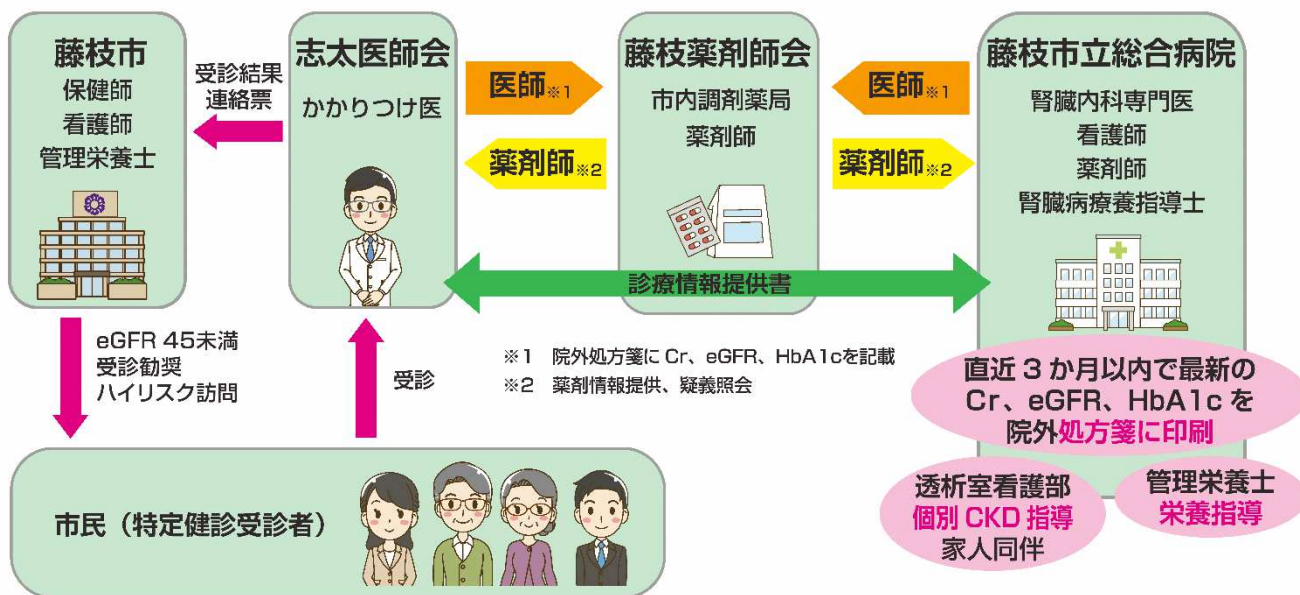 藤枝市
保健師
看護師
管理栄養士
受診結果
連絡票
志太医師会
かかりつけ医
医師※1
薬剤師※2
藤枝薬剤師会
市内調剤薬局
薬剤師
医師※1
薬剤師※2
藤枝市立総合病院
腎臓内科専門医
看護師
薬剤師
腎臓病療養指導士
診療情報提供書
eGFR 45未満
受診勧奨
ハイリスク訪問
受診
※1 院外処方箋に Cr、eGFR、HbA1cを記載
※2 薬剤情報提供、疑義照会
直近 3 か月以内で最新の
Cr、eGFR、HbA1c を
院外処方箋に印刷
透析室看護部
個別 CKD 指導
家人同伴
管理栄養士
栄養指導
市民（特定健診受診者）